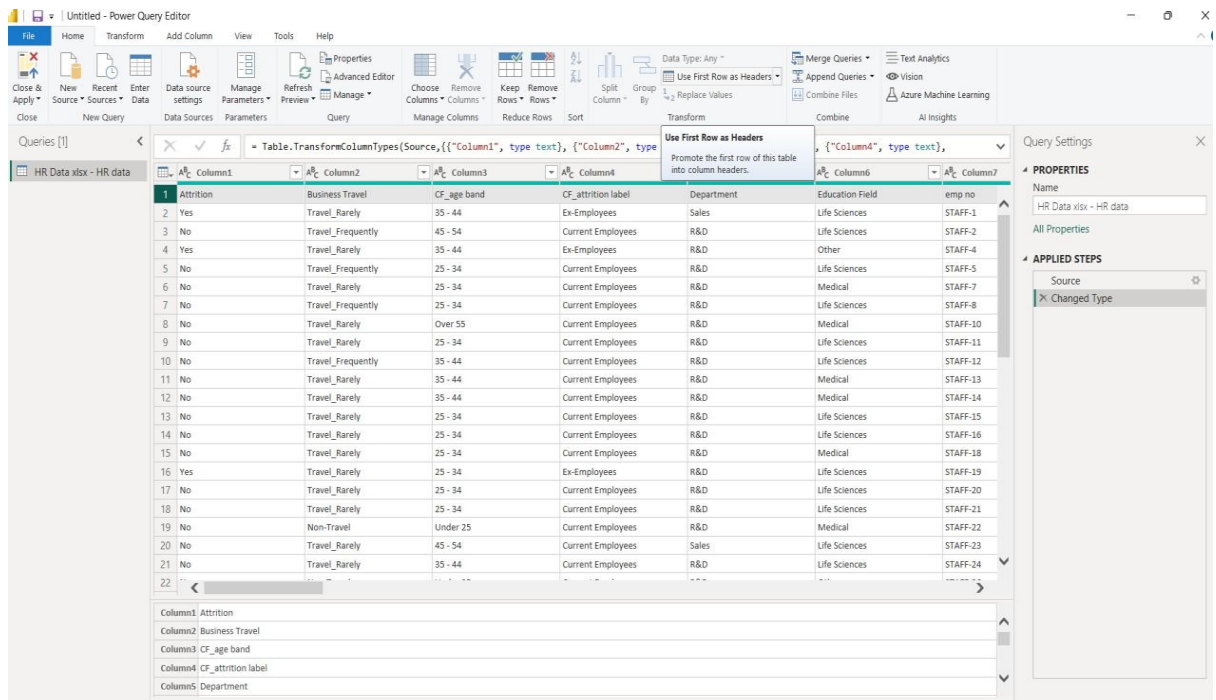 Untitled - Power Query Editor
File Home Transform Add Column View Tools Help
Close & Apply
New Source
Recent Sources
Enter Data
Data source settings
Manage Parameters
Refresh Preview
Properties
Advanced Editor
Manage
Choose Columns
Remove Columns
Keep Rows
Remove Rows
Split Column
Group By
Data Type: Any
Use First Row as Headers
Replace Values
Merge Queries
Append Queries
Combine Files
Text Analytics
Vision
Azure Machine Learning
Close New Query Data Sources Parameters Query Manage Columns Reduce Rows Sort Transform Combine AI Insights
Use First Row as Headers
Promote the first row of this table
into column headers.
Queries [1]
HR Data xlsx - HR data
= Table.TransformColumnTypes(Source,{{"Column1", type text}, {"Column2", type , {"Column4", type text},
Column1 Column2 Column3 Column4 Column6 Column7
1 Attrition Business Travel CF_age band CF_attrition label Department Education Field emp no
2 Yes Travel_Rarely 35 - 44 Ex-Employees Sales Life Sciences STAFF-1
3 No Travel_Frequently 45 - 54 Current Employees R&D Life Sciences STAFF-2
4 Yes Travel_Rarely 35 - 44 Ex-Employees R&D Other STAFF-4
5 No Travel_Frequently 25 - 34 Current Employees R&D Life Sciences STAFF-5
6 No Travel_Rarely 25 - 34 Current Employees R&D Medical STAFF-7
7 No Travel_Frequently 25 - 34 Current Employees R&D Life Sciences STAFF-8
8 No Travel_Rarely Over 55 Current Employees R&D Medical STAFF-10
9 No Travel_Rarely 25 - 34 Current Employees R&D Life Sciences STAFF-11
10 No Travel_Frequently 35 - 44 Current Employees R&D Life Sciences STAFF-12
11 No Travel_Rarely 35 - 44 Current Employees R&D Medical STAFF-13
12 No Travel_Rarely 35 - 44 Current Employees R&D Medical STAFF-14
13 No Travel_Rarely 25 - 34 Current Employees R&D Life Sciences STAFF-15
14 No Travel_Rarely 25 - 34 Current Employees R&D Life Sciences STAFF-16
15 No Travel_Rarely 25 - 34 Current Employees R&D Medical STAFF-18
16 Yes Travel_Rarely 25 - 34 Ex-Employees R&D Life Sciences STAFF-19
17 No Travel_Rarely 25 - 34 Current Employees R&D Life Sciences STAFF-20
18 No Travel_Rarely 25 - 34 Current Employees R&D Life Sciences STAFF-21
19 No Non-Travel Under 25 Current Employees R&D Medical STAFF-22
20 No Travel_Rarely 45 - 54 Current Employees Sales Life Sciences STAFF-23
21 No Travel_Rarely 35 - 44 Current Employees R&D Life Sciences STAFF-24
22
Column1 Attrition
Column2 Business Travel
Column3 CF_age band
Column4 CF_attrition label
Column5 Department
Query Settings
PROPERTIES
Name
HR Data xlsx - HR data
All Properties
APPLIED STEPS
Source
Changed Type